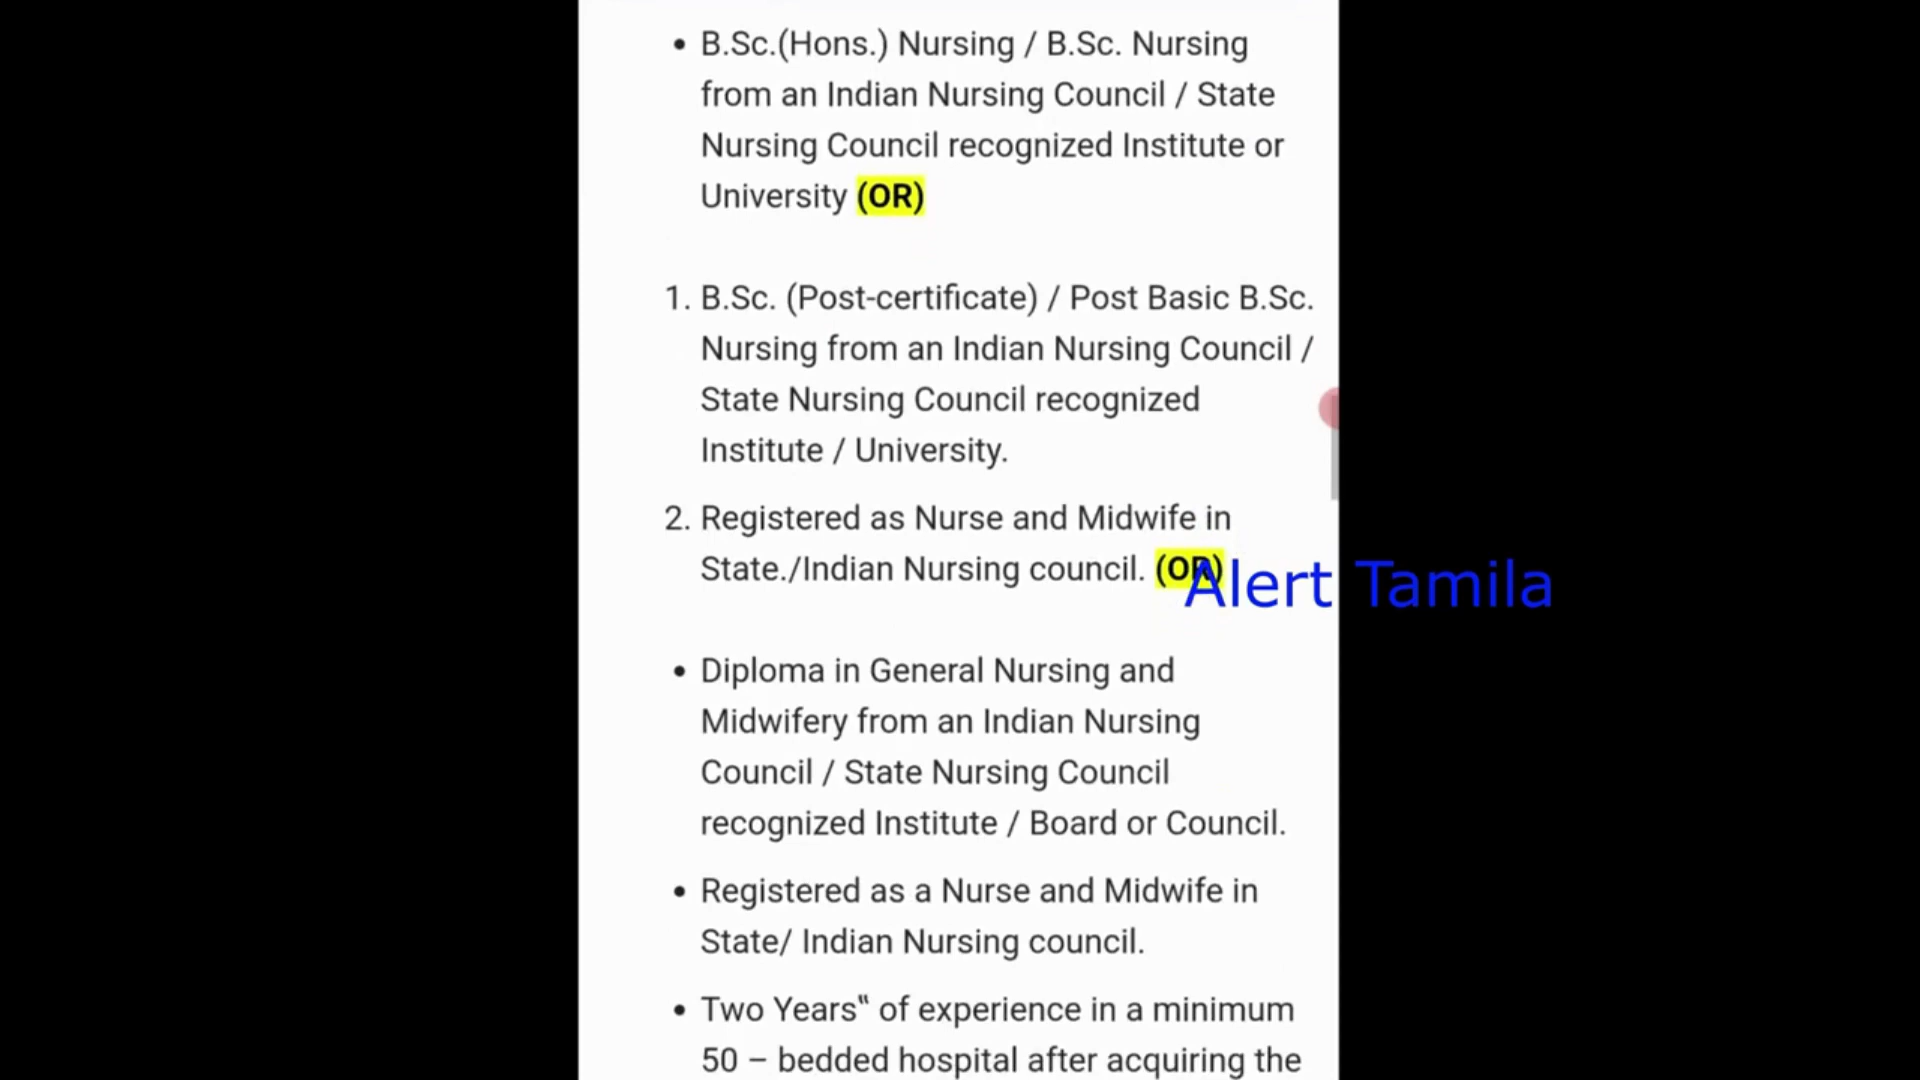 • B.Sc.(Hons.) Nursing / B.Sc. Nursing
from an Indian Nursing Council / State
Nursing Council recognized Institute or
University (OR)
1. B.Sc. (Post-certificate) / Post Basic B.Sc.
Nursing from an Indian Nursing Council /
State Nursing Council recognized
Institute / University.
2. Registered as Nurse and Midwife in
State./Indian Nursing council. (OR)
Alert Tamila
• Diploma in General Nursing and
Midwifery from an Indian Nursing
Council / State Nursing Council
recognized Institute / Board or Council.
• Registered as a Nurse and Midwife in
State/ Indian Nursing council.
• Two Years‟ of experience in a minimum
50 – bedded hospital after acquiring the